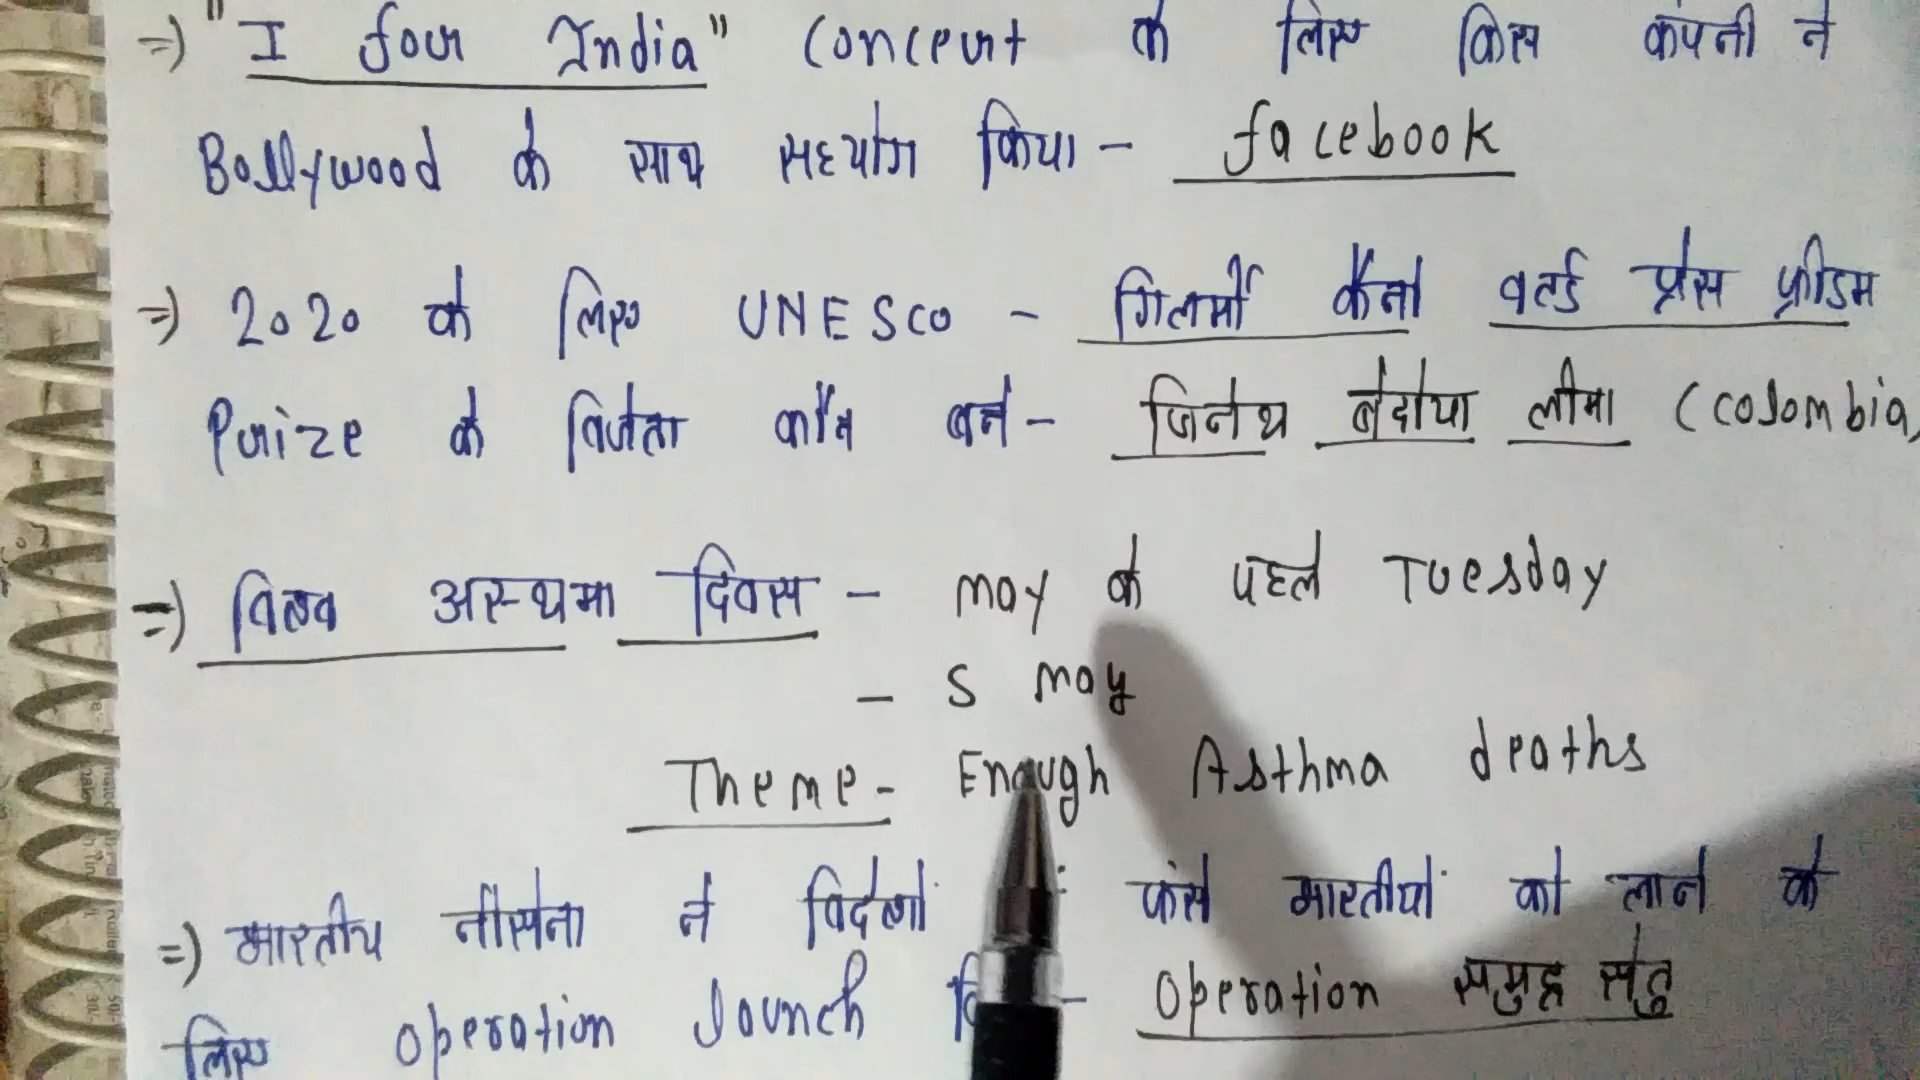 => "I for India" Concert के लिए किस कंपनी ने
Bollywood के साथ सहयोग किया - facebook
=> 2020 के लिए UNESCO - गिलर्मो कैनो वर्ल्ड प्रेस फ्रीडम
Prize के विजेता कौन बने - जिनेथ बेदोया लीमा (Colombia)
=> विश्व अस्थमा दिवस - May के पहले Tuesday
- 5 May
Theme - Enough Asthma deaths
=> भारतीय नौसेना ने विदेशों फंसे भारतीयों को लाने के
लिए operation launch - Operation समुद्र सेतु